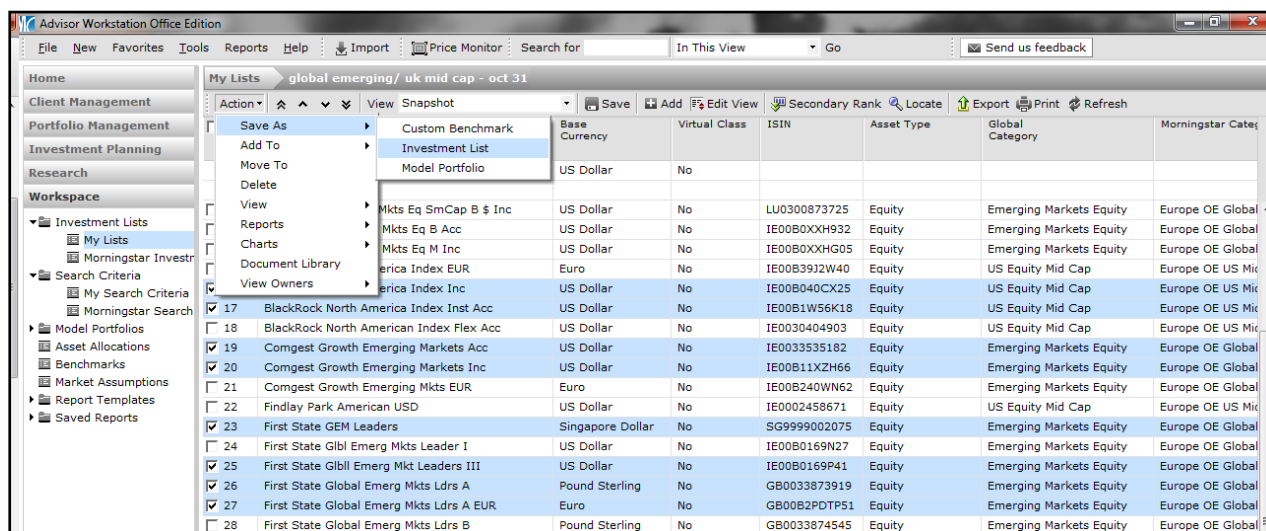 Advisor Workstation Office Edition
File New Favorites Tools Reports Help Import Price Monitor Search for In This View Go Send us feedback
Home
Client Management
Portfolio Management
Investment Planning
Research
Workspace
Investment Lists
My Lists
Morningstar Investr
Search Criteria
My Search Criteria
Morningstar Search
Model Portfolios
Asset Allocations
Benchmarks
Market Assumptions
Report Templates
Saved Reports
My Lists global emerging/ uk mid cap - oct 31
Action View Snapshot Save Add Edit View Secondary Rank Locate Export Print Refresh
Save As
Add To
Move To
Delete
View
Reports
Charts
Document Library
View Owners
Custom Benchmark
Investment List
Model Portfolio
Base Currency Virtual Class ISIN Asset Type Global Category Morningstar Categ
US Dollar No
Mkts Eq SmCap B $ Inc US Dollar No LU0300873725 Equity Emerging Markets Equity Europe OE Global
Mkts Eq B Acc US Dollar No IE00B0XXH932 Equity Emerging Markets Equity Europe OE Global
Mkts Eq M Inc US Dollar No IE00B0XXHG05 Equity Emerging Markets Equity Europe OE Global
erica Index EUR Euro No IE00B39J2W40 Equity US Equity Mid Cap Europe OE US Mid
erica Index Inc US Dollar No IE00B040CX25 Equity US Equity Mid Cap Europe OE US Mid
17 BlackRock North America Index Inst Acc US Dollar No IE00B1W56K18 Equity US Equity Mid Cap Europe OE US Mid
18 BlackRock North American Index Flex Acc US Dollar No IE0030404903 Equity US Equity Mid Cap Europe OE US Mid
19 Comgest Growth Emerging Markets Acc US Dollar No IE0033535182 Equity Emerging Markets Equity Europe OE Global
20 Comgest Growth Emerging Markets Inc US Dollar No IE00B11XZH66 Equity Emerging Markets Equity Europe OE Global
21 Comgest Growth Emerging Mkts EUR Euro No IE00B240WN62 Equity Emerging Markets Equity Europe OE Global
22 Findlay Park American USD US Dollar No IE0002458671 Equity US Equity Mid Cap Europe OE US Mid
23 First State GEM Leaders Singapore Dollar No SG9999002075 Equity Emerging Markets Equity Europe OE Global
24 First State Glbl Emerg Mkts Leader I US Dollar No IE00B0169N27 Equity Emerging Markets Equity Europe OE Global
25 First State Glbll Emerg Mkt Leaders III US Dollar No IE00B0169P41 Equity Emerging Markets Equity Europe OE Global
26 First State Global Emerg Mkts Ldrs A Pound Sterling No GB0033873919 Equity Emerging Markets Equity Europe OE Global
27 First State Global Emerg Mkts Ldrs A EUR Euro No GB00B2PDTP51 Equity Emerging Markets Equity Europe OE Global
28 First State Global Emerg Mkts Ldrs B Pound Sterling No GB0033874545 Equity Emerging Markets Equity Europe OE Global